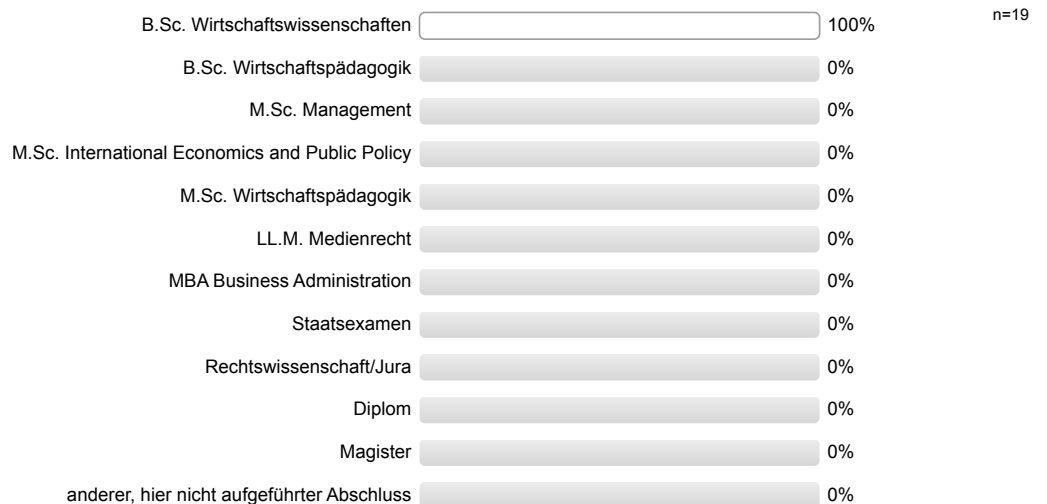 B.Sc. Wirtschaftswissenschaften 100% n=19
B.Sc. Wirtschaftspädagogik 0%
M.Sc. Management 0%
M.Sc. International Economics and Public Policy 0%
M.Sc. Wirtschaftspädagogik 0%
LL.M. Medienrecht 0%
MBA Business Administration 0%
Staatsexamen 0%
Rechtswissenschaft/Jura 0%
Diplom 0%
Magister 0%
anderer, hier nicht aufgeführter Abschluss 0%